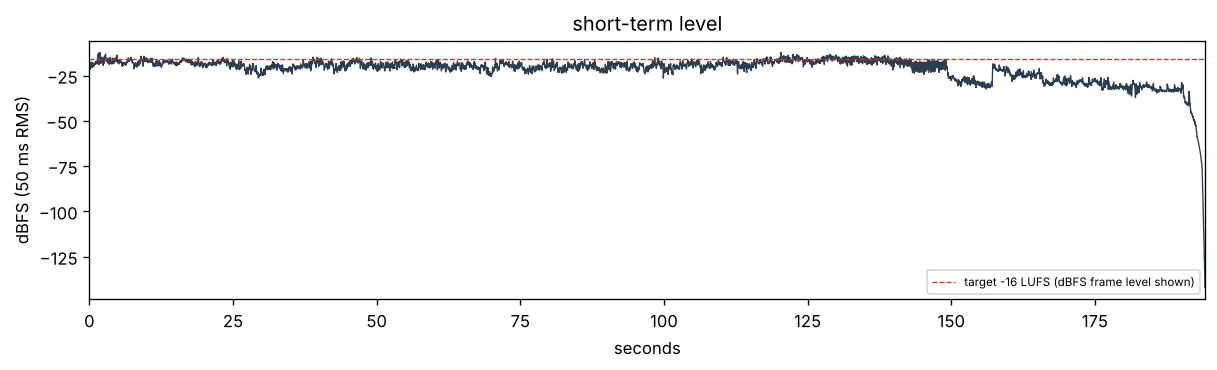 short-term level
dBFS (50 ms RMS)
−25
−50
−75
−100
−125
target -16 LUFS (dBFS frame level shown)
0 25 50 75 100 125 150 175
seconds